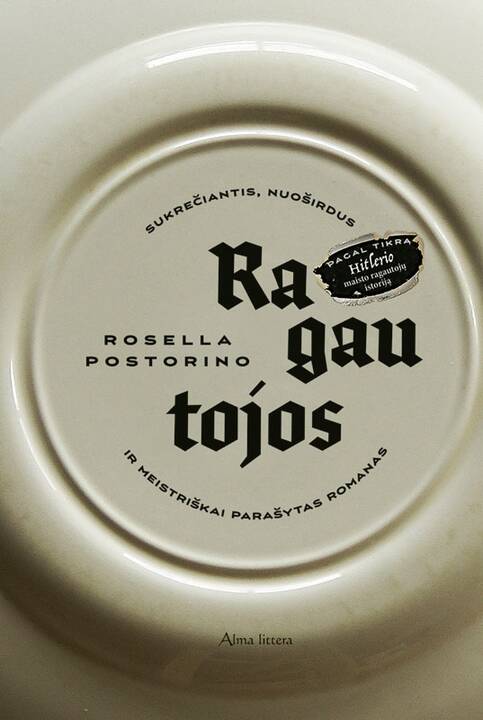 SUKREČIANTIS, NUOŠIRDUS
Ra
gau
tojos
PAGAL TIKRĄ
Hitlerio
maisto ragautojų
istoriją
ROSELLA
POSTORINO
IR MEISTRIŠKAI PARAŠYTAS ROMANAS
Alma littera